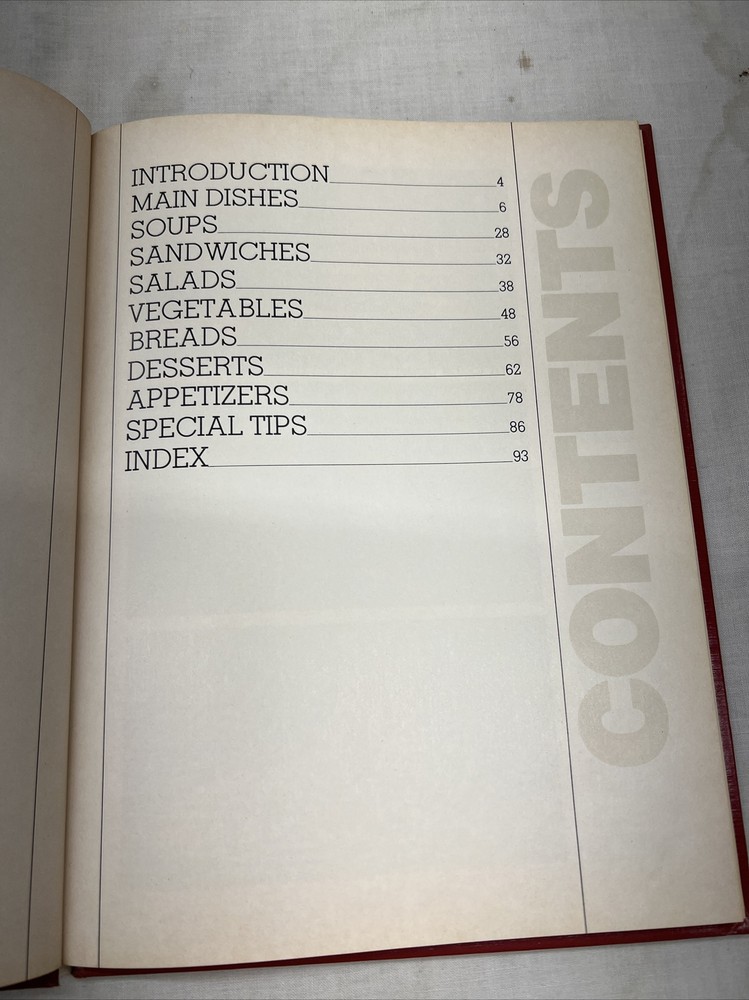 INTRODUCTION 4
MAIN DISHES 6
SOUPS 28
SANDWICHES 32
SALADS 38
VEGETABLES 48
BREADS 56
DESSERTS 62
APPETIZERS 78
SPECIAL TIPS 86
INDEX 93
CONTENTS